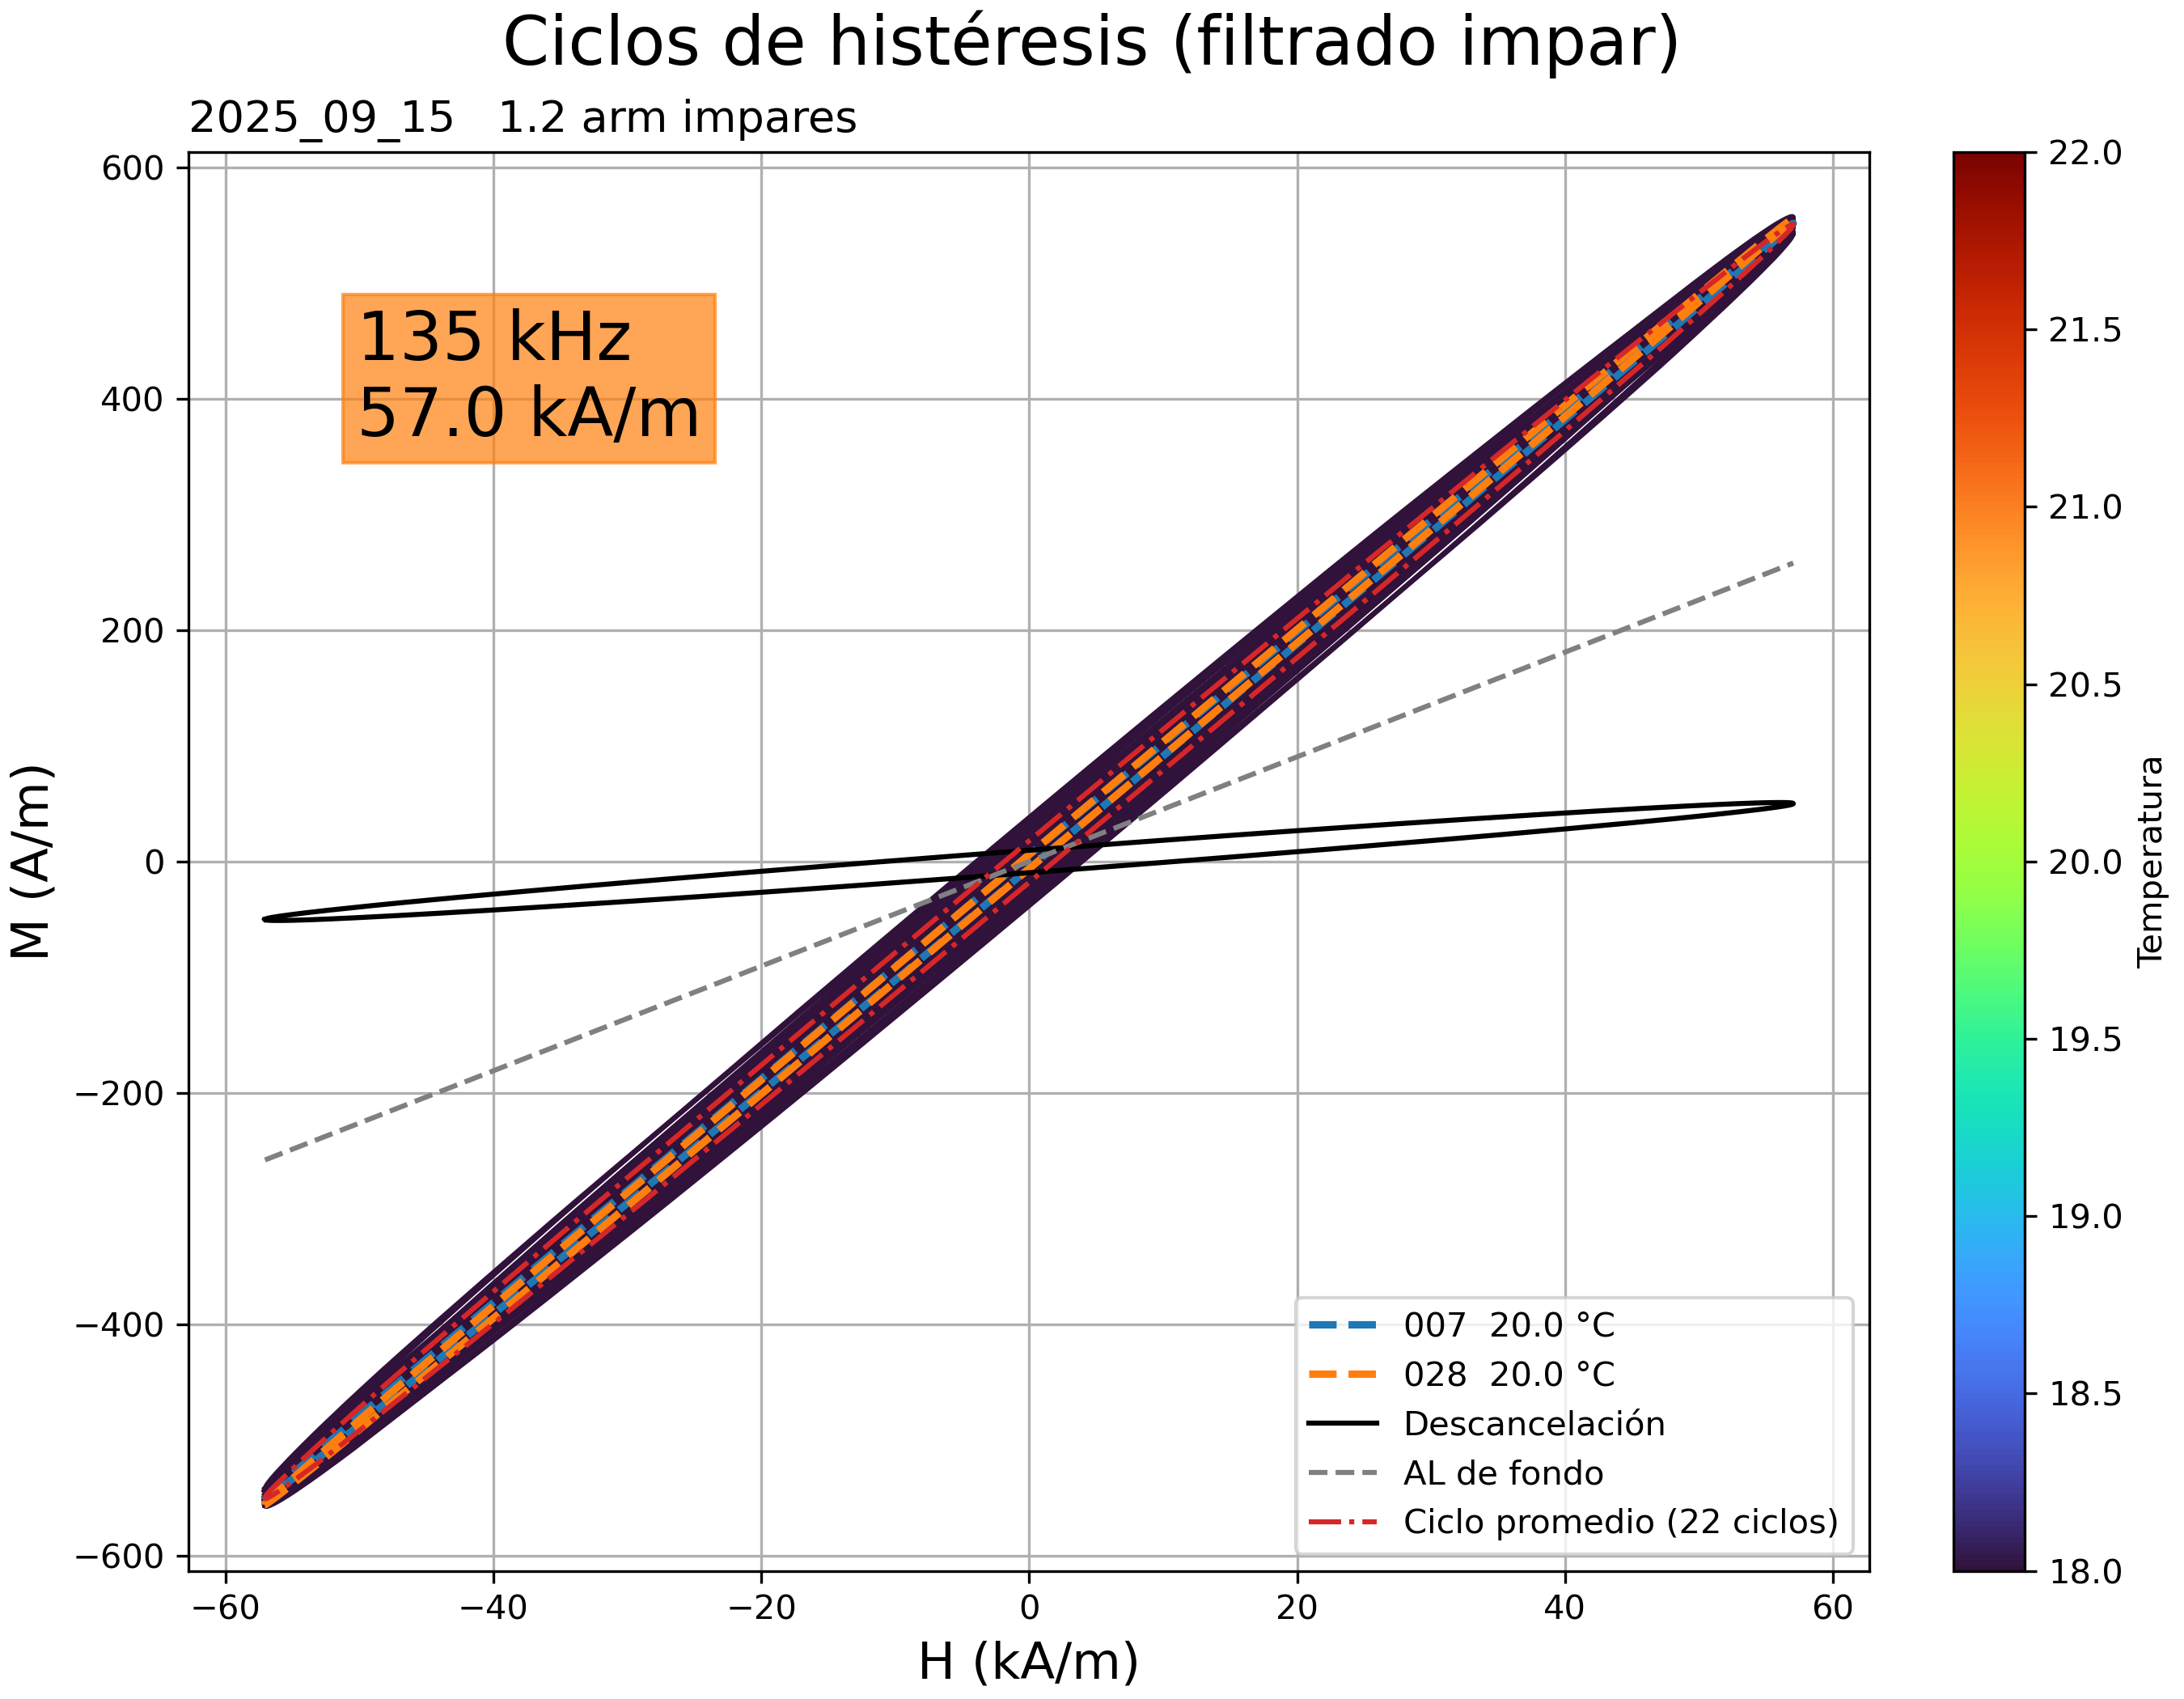 Ciclos de histéresis (filtrado impar)
2025_09_15   1.2 arm impares
135 kHz
57.0 kA/m
M (A/m)
600
400
200
0
−200
−400
−600
−60
−40
−20
0
20
40
60
H (kA/m)
007  20.0 °C
028  20.0 °C
Descancelación
AL de fondo
Ciclo promedio (22 ciclos)
22.0
21.5
21.0
20.5
20.0
19.5
19.0
18.5
18.0
Temperatura